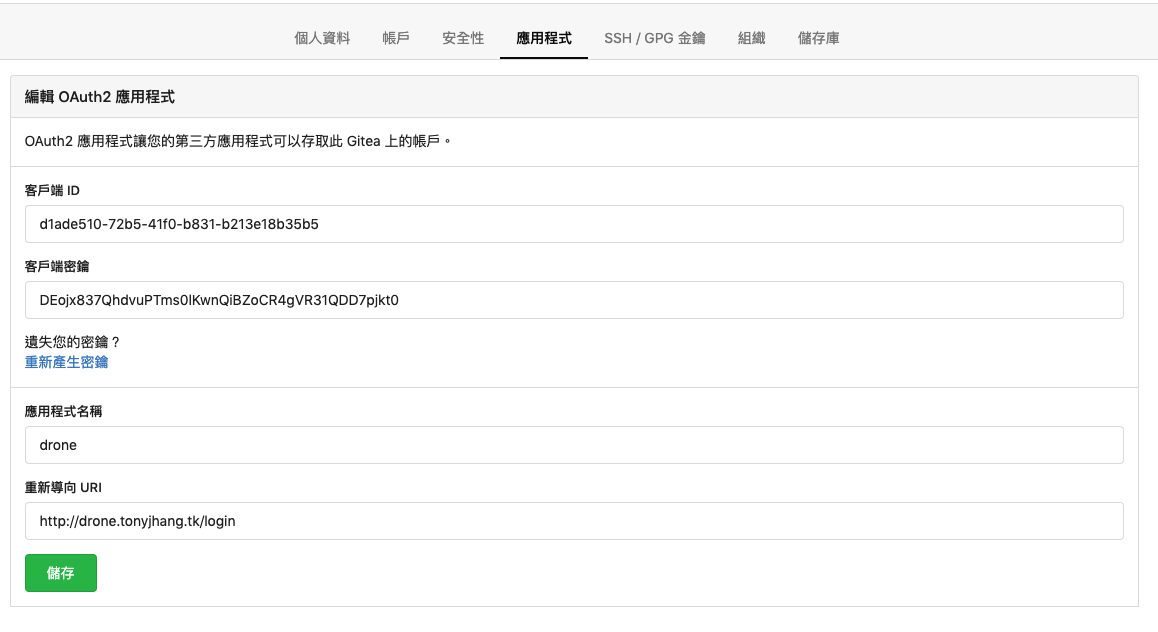 個人資料 帳戶 安全性 應用程式 SSH / GPG 金鑰 組織 儲存庫
編輯 OAuth2 應用程式
OAuth2 應用程式讓您的第三方應用程式可以存取此 Gitea 上的帳戶。
客戶端 ID
d1ade510-72b5-41f0-b831-b213e18b35b5
客戶端密鑰
DEojx837QhdvuPTms0lKwnQiBZoCR4gVR31QDD7pjkt0
遺失您的密鑰？
重新產生密鑰
應用程式名稱
drone
重新導向 URI
http://drone.tonyjhang.tk/login
儲存